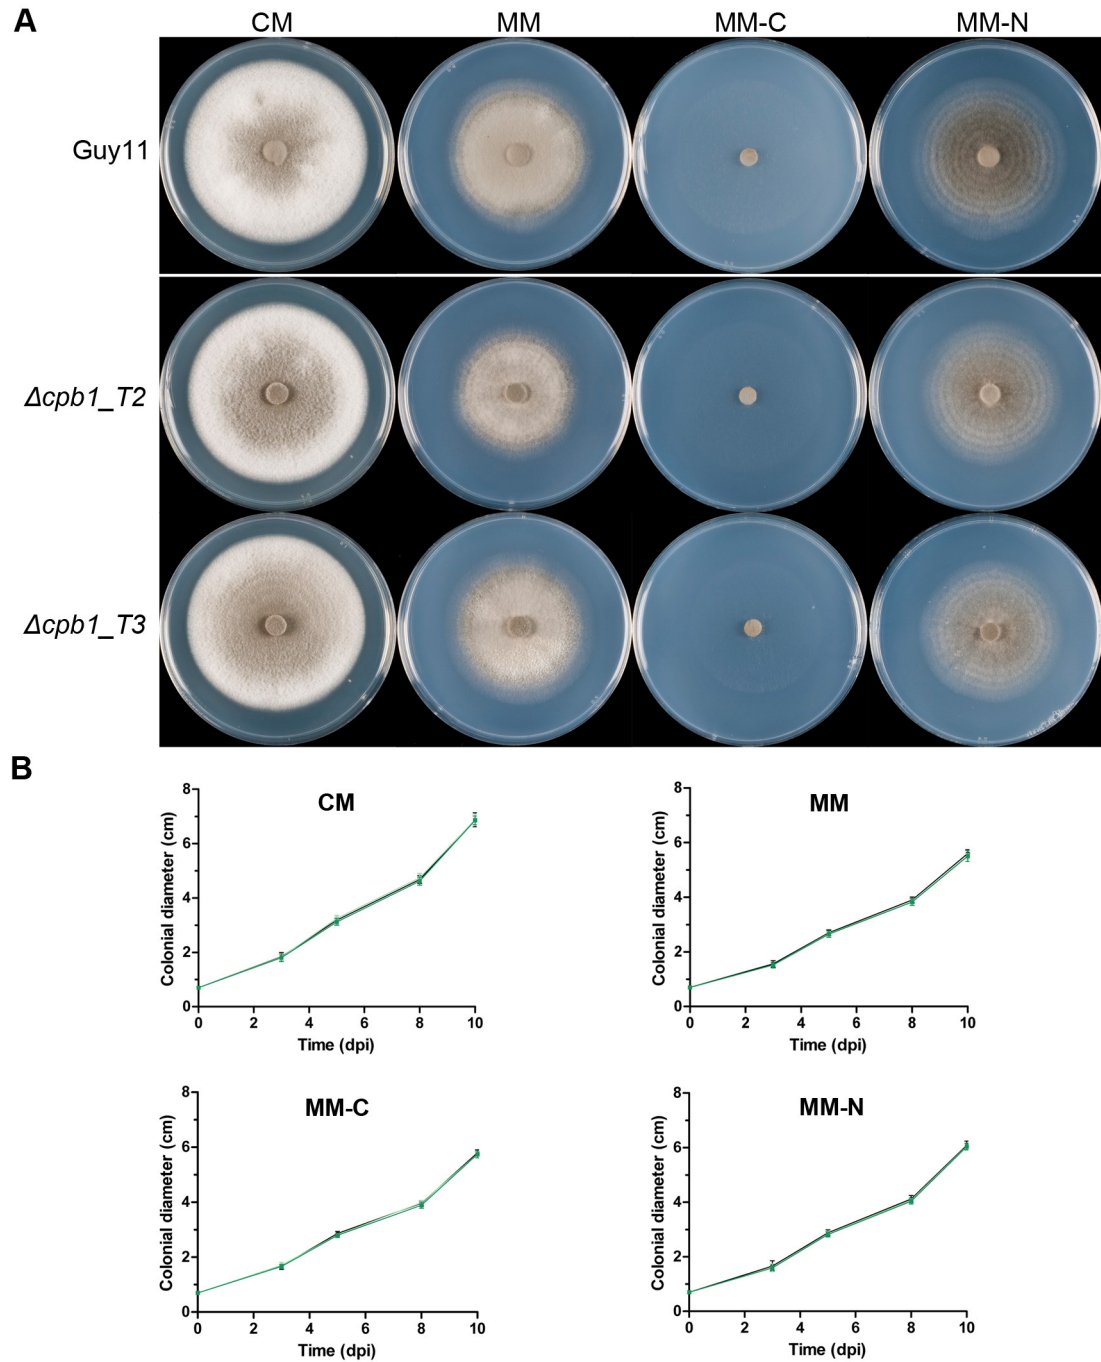 A
CM MM MM-C MM-N
Guy11
Δcpb1_T2
Δcpb1_T3
B
CM
Colonial diameter (cm)
8
6
4
2
0
0 2 4 6 8 10
Time (dpi)
MM
Colonial diameter (cm)
8
6
4
2
0
0 2 4 6 8 10
Time (dpi)
MM-C
Colonial diameter (cm)
8
6
4
2
0
0 2 4 6 8 10
Time (dpi)
MM-N
Colonial diameter (cm)
8
6
4
2
0
0 2 4 6 8 10
Time (dpi)